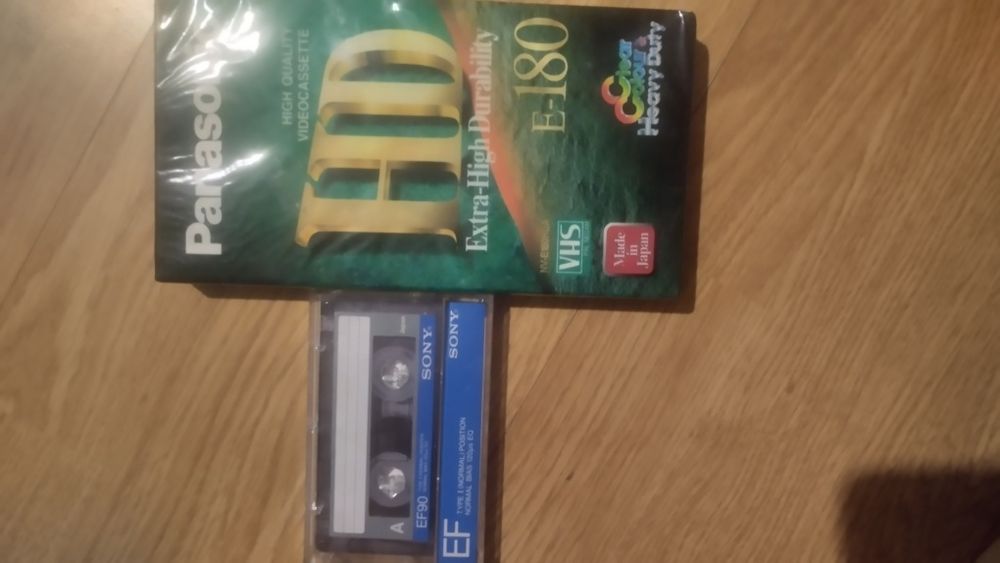 Panasonic
HIGH QUALITY
VIDEOCASSETTE
HD
Extra-High Durability
E-180
Clear
Colour &
Heavy Duty
VHS
Made
in
Japan
A
EF90
SONY
Japan
EF
TYPE I (NORMAL) POSITION
NORMAL BIAS 120μs EQ
SONY